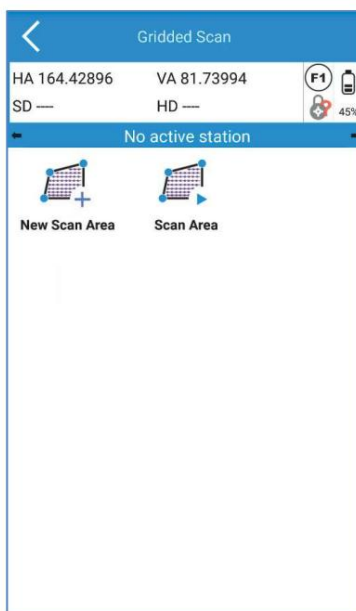 Gridded Scan
HA 164.42896 VA 81.73994 F1
SD ---- HD ---- 45%
No active station
New Scan Area Scan Area